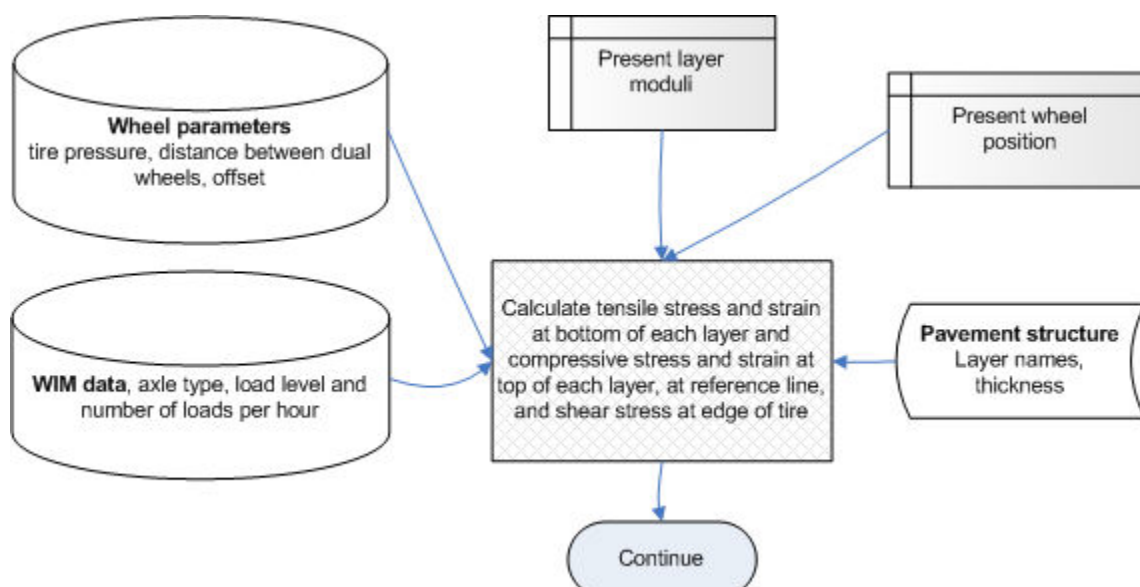 Wheel parameters
tire pressure, distance between dual
wheels, offset
Present layer
moduli
Present wheel
position
WIM data, axle type, load level and
number of loads per hour
Calculate tensile stress and strain
at bottom of each layer and
compressive stress and strain at
top of each layer, at reference line,
and shear stress at edge of tire
Pavement structure
Layer names,
thickness
Continue